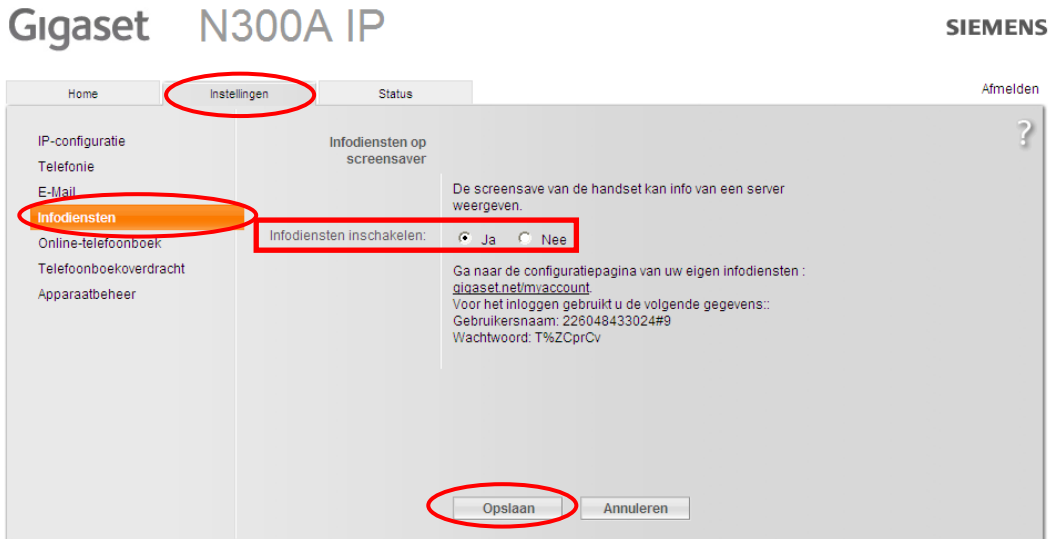 Gigaset N300A IP
SIEMENS
Home
Instellingen
Status
Afmelden
IP-configuratie
Telefonie
E-Mail
Infodiensten
Online-telefoonboek
Telefoonboekoverdracht
Apparaatbeheer
Infodiensten op
screensaver
?
De screensave van de handset kan info van een server
weergeven.
Infodiensten inschakelen: Ja Nee
Ga naar de configuratiepagina van uw eigen infodiensten :
gigaset.net/myaccount.
Voor het inloggen gebruikt u de volgende gegevens::
Gebruikersnaam: 226048433024#9
Wachtwoord: T%ZCprCv
Opslaan
Annuleren